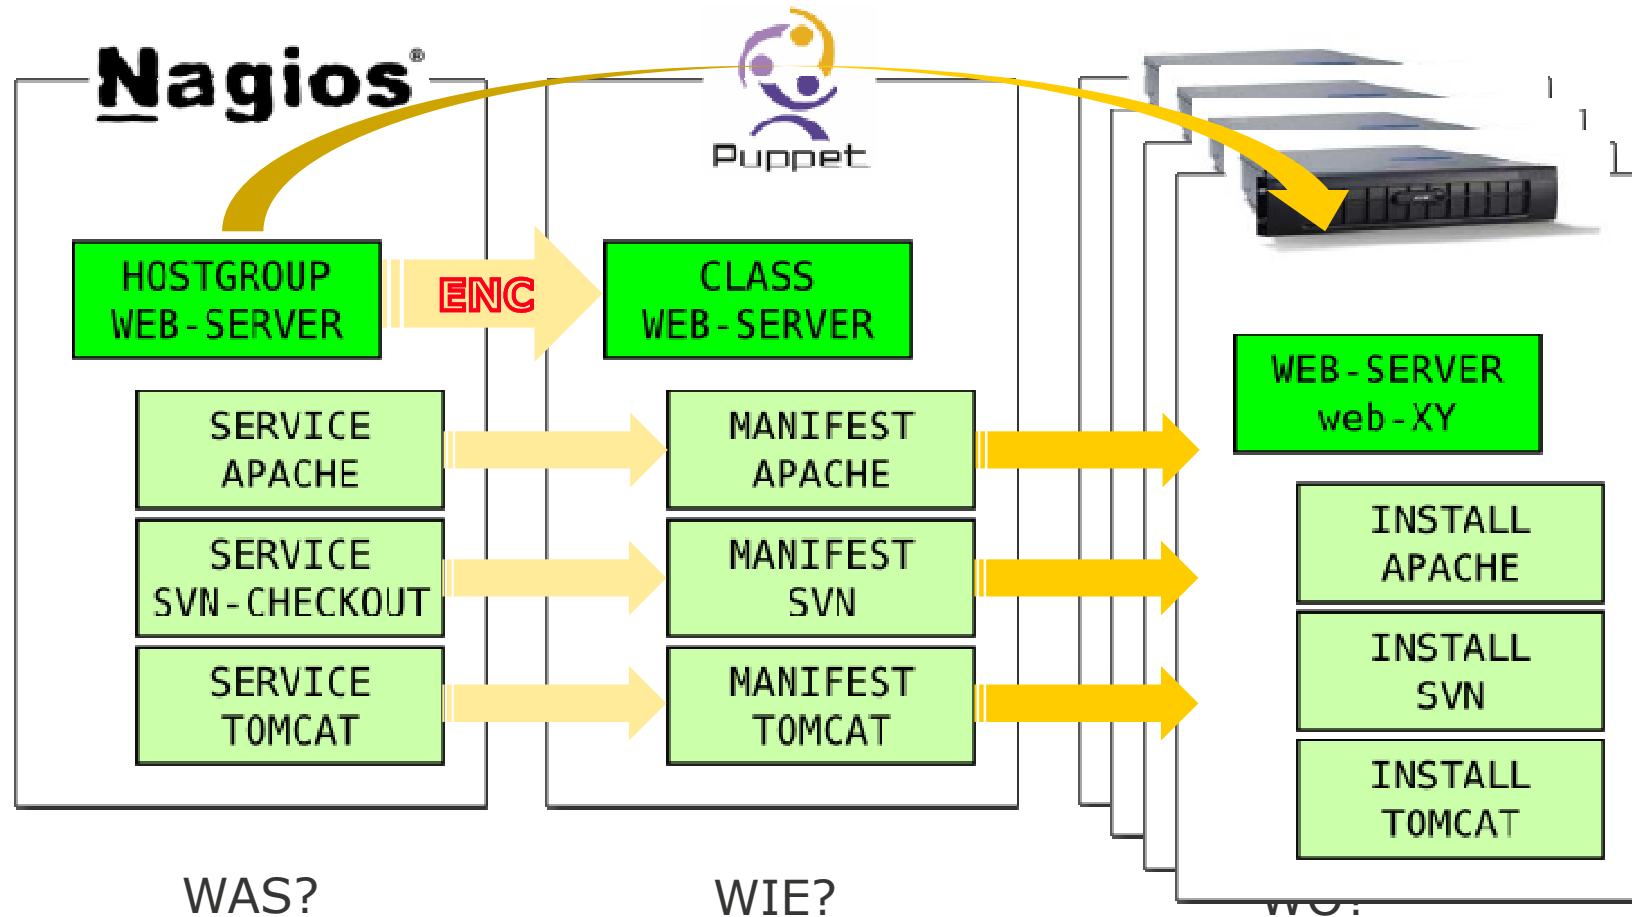 Nagios®
Puppet
HOSTGROUP
WEB-SERVER
ENC
CLASS
WEB-SERVER
WEB-SERVER
web-XY
SERVICE
APACHE
MANIFEST
APACHE
INSTALL
APACHE
SERVICE
SVN-CHECKOUT
MANIFEST
SVN
INSTALL
SVN
SERVICE
TOMCAT
MANIFEST
TOMCAT
INSTALL
TOMCAT
WAS?
WIE?
WO?